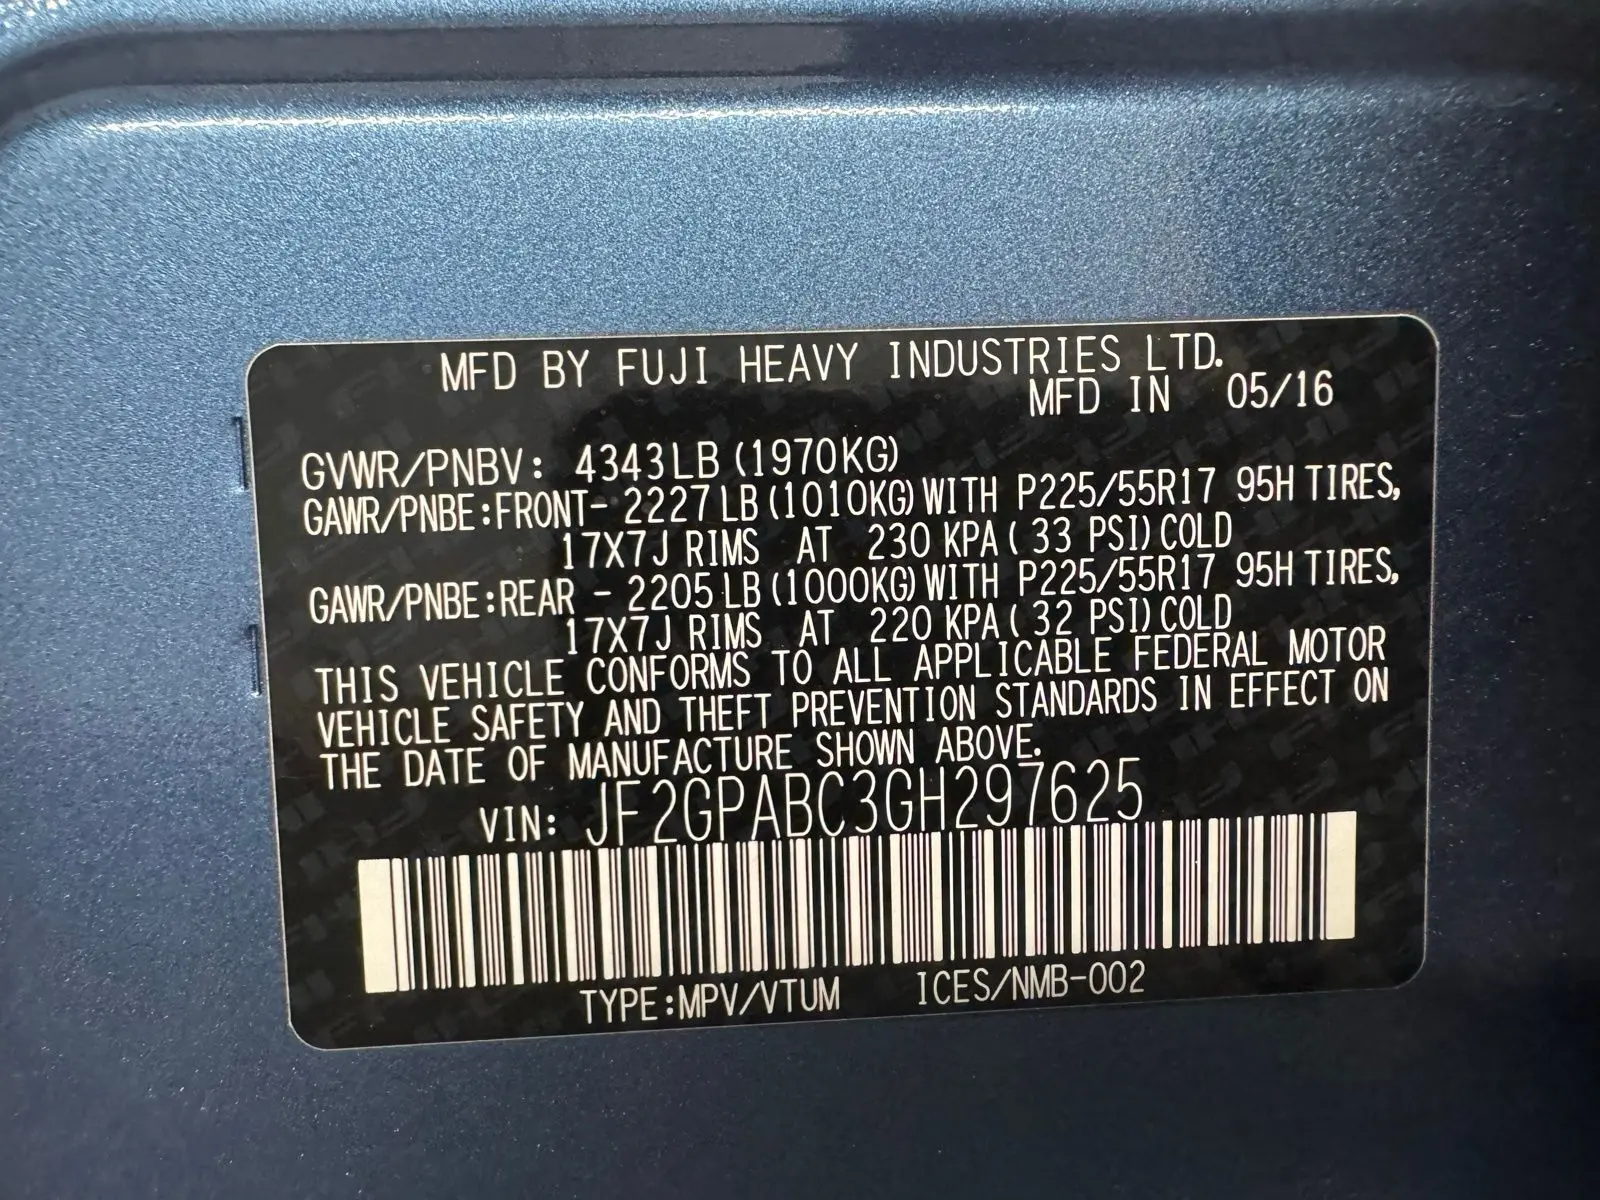 MFD BY FUJI HEAVY INDUSTRIES LTD.
MFD IN 05/16
GVWR/PNBV: 4343LB (1970KG)
GAWR/PNBE:FRONT- 2227LB (1010KG) WITH P225/55R17 95H TIRES,
17X7J RIMS AT 230 KPA (33 PSI) COLD
GAWR/PNBE:REAR - 2205LB (1000KG) WITH P225/55R17 95H TIRES,
17X7J RIMS AT 220 KPA (32 PSI) COLD
THIS VEHICLE CONFORMS TO ALL APPLICABLE FEDERAL MOTOR
VEHICLE SAFETY AND THEFT PREVENTION STANDARDS IN EFFECT ON
THE DATE OF MANUFACTURE SHOWN ABOVE.
VIN: JF2GPABC3GH297625
TYPE:MPV/VTUM ICES/NMB-002